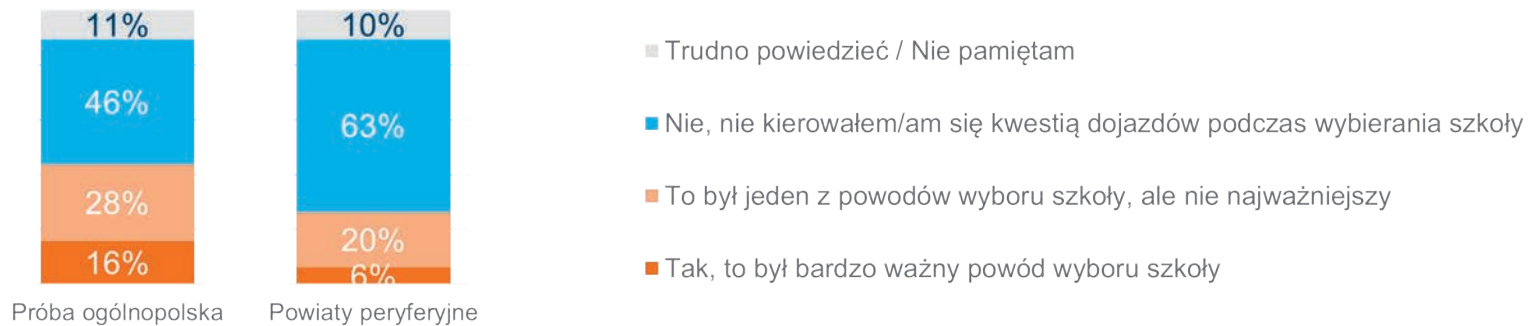 11%
46%
28%
16%
Próba ogólnopolska
10%
63%
20%
6%
Powiaty peryferyjne
Trudno powiedzieć / Nie pamiętam
Nie, nie kierowałem/am się kwestią dojazdów podczas wybierania szkoły
To był jeden z powodów wyboru szkoły, ale nie najważniejszy
Tak, to był bardzo ważny powód wyboru szkoły